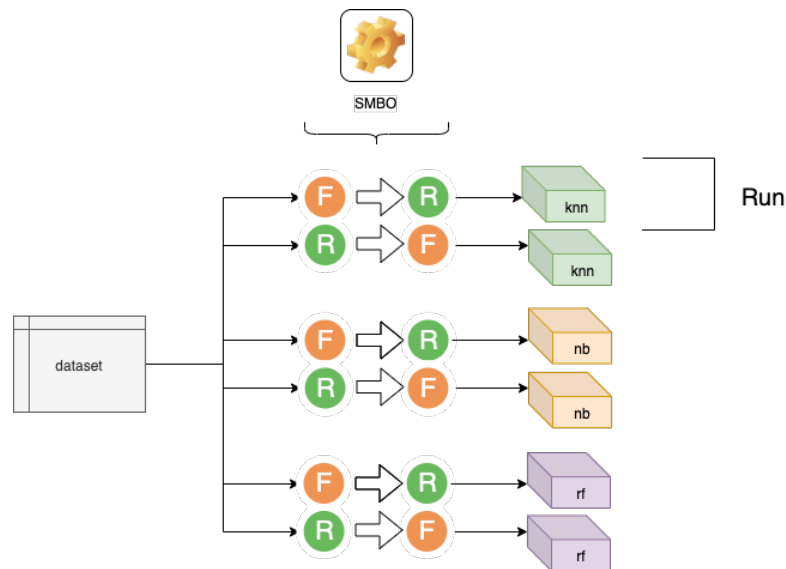 SMBO
F R knn
Run
R F knn
F R nb
dataset
R F nb
F R rf
R F rf